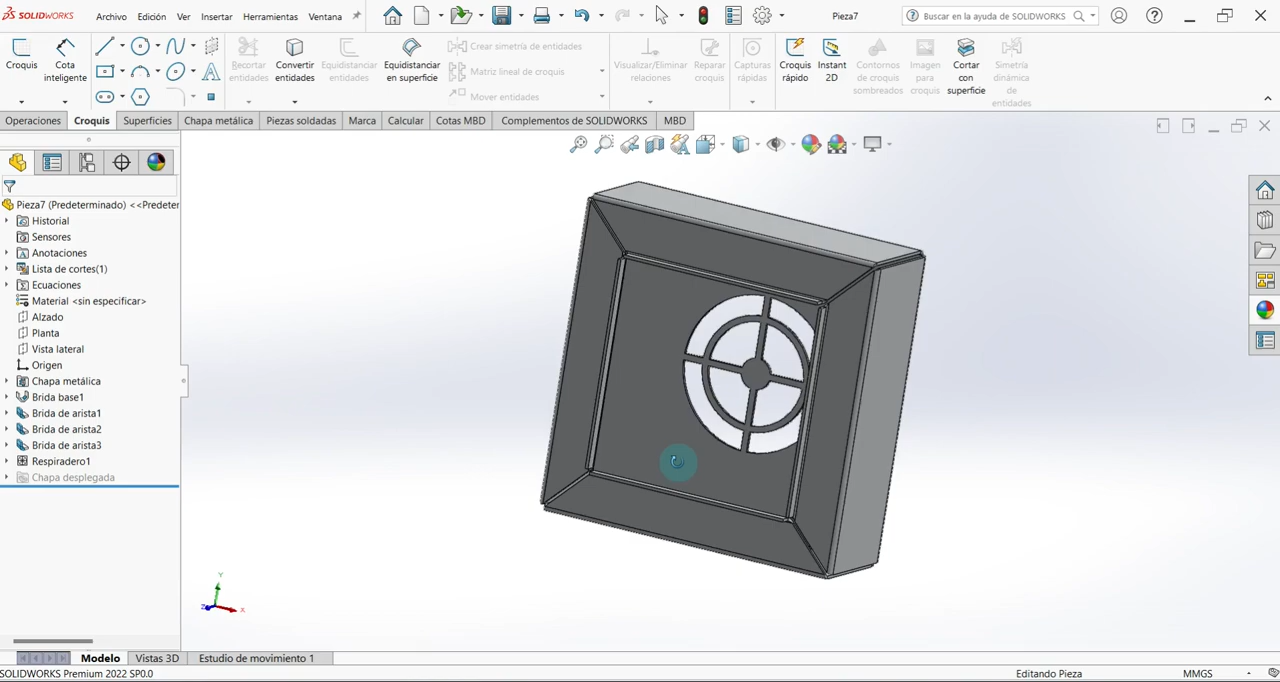 SOLIDWORKS Archivo Edición Ver Insertar Herramientas Ventana Pieza7 Buscar en la ayuda de SOLIDWORKS
Croquis Cota inteligente
Recortar entidades
Convertir entidades
Equidistanciar entidades
Equidistanciar en superficie
Crear simetría de entidades
Matriz lineal de croquis
Mover entidades
Visualizar/Eliminar relaciones
Reparar croquis
Capturas rápidas
Croquis rápido
Instant 2D
Contornos de croquis sombreados
Imagen para croquis
Cortar con superficie
Simetría dinámica de entidades
Operaciones Croquis Superficies Chapa metálica Piezas soldadas Marca Calcular Cotas MBD Complementos de SOLIDWORKS MBD
Pieza7 (Predeterminado) <<Predeter
Historial
Sensores
Anotaciones
Lista de cortes(1)
Ecuaciones
Material <sin especificar>
Alzado
Planta
Vista lateral
Origen
Chapa metálica
Brida base1
Brida de arista1
Brida de arista2
Brida de arista3
Respiradero1
Chapa desplegada
Y
Z X
Modelo Vistas 3D Estudio de movimiento 1
SOLIDWORKS Premium 2022 SP0.0 Editando Pieza MMGS